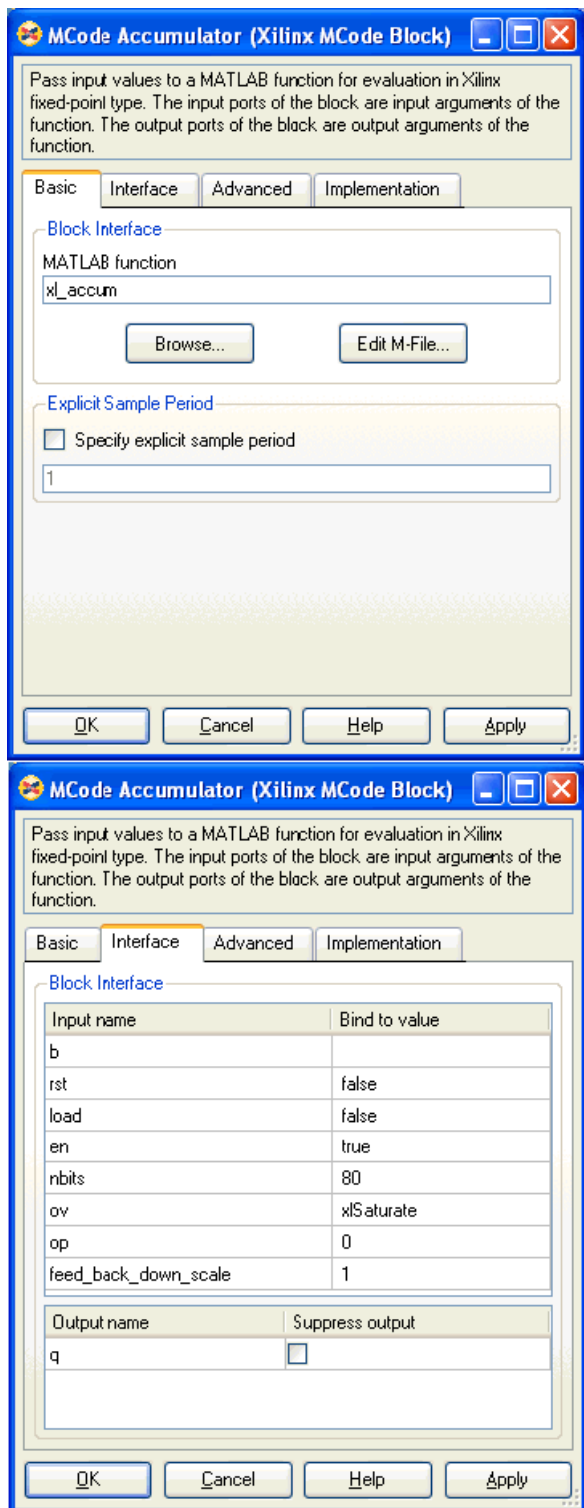 MCode Accumulator (Xilinx MCode Block)
Pass input values to a MATLAB function for evaluation in Xilinx
fixed-point type. The input ports of the block are input arguments of the
function. The output ports of the block are output arguments of the
function.
Basic Interface Advanced Implementation
Block Interface
MATLAB function
xl_accum
Browse... Edit M-File...
Explicit Sample Period
Specify explicit sample period
1
OK Cancel Help Apply
MCode Accumulator (Xilinx MCode Block)
Pass input values to a MATLAB function for evaluation in Xilinx
fixed-point type. The input ports of the block are input arguments of the
function. The output ports of the block are output arguments of the
function.
Basic Interface Advanced Implementation
Block Interface
Input name Bind to value
b
rst false
load false
en true
nbits 80
ov xlSaturate
op 0
feed_back_down_scale 1
Output name Suppress output
q
OK Cancel Help Apply